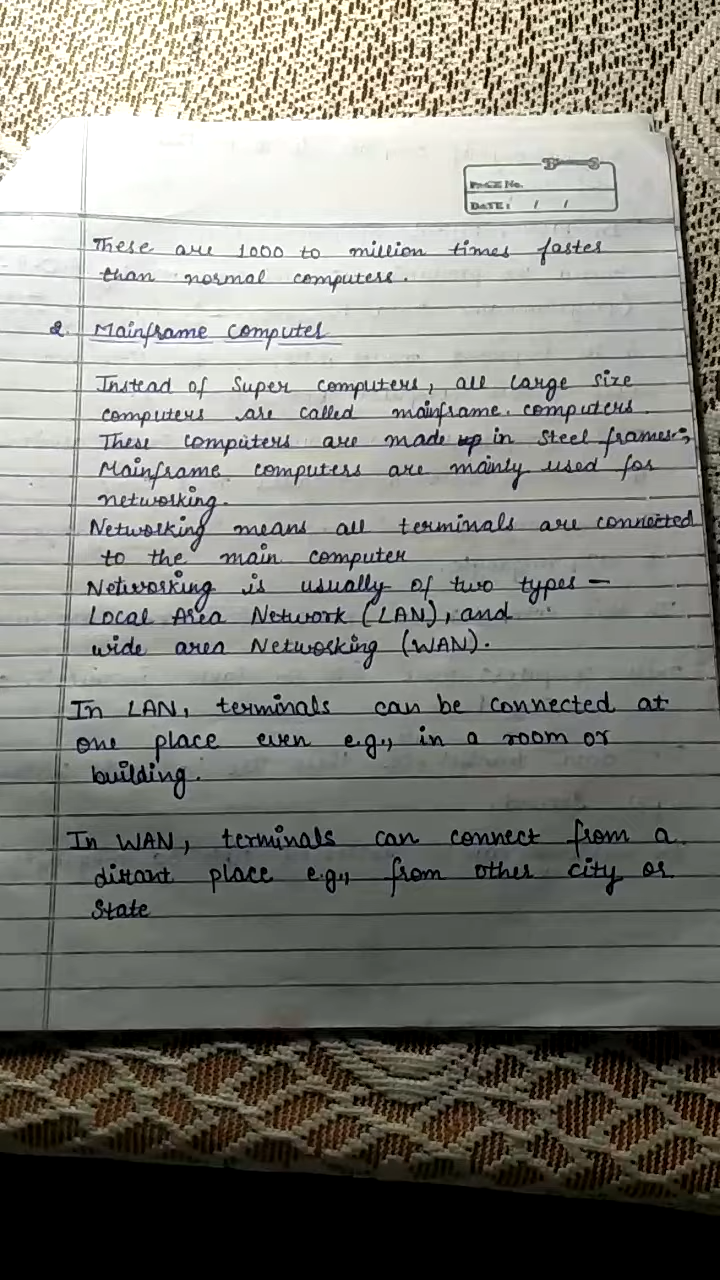 PAGE No.
DATE: / /
These are 1000 to million times faster
than normal computers.
2. Mainframe Computer
Instead of Super computers, all large size
computers are called mainframe computers.
These computers are made in steel frames,
Mainframe computers are mainly used for
networking.
Networking means all terminals are connected
to the main computer
Networking is usually of two types –
Local Area Network (LAN), and
wide area Networking (WAN).
In LAN, terminals can be connected at
one place even e.g., in a room or
building.
In WAN, terminals can connect from a
distant place e.g., from other city or
State